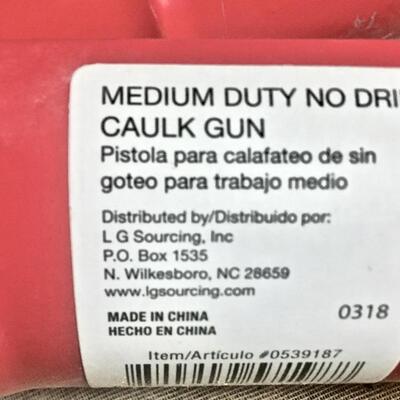 MEDIUM DUTY NO DRI
CAULK GUN
Pistola para calafateo de sin
goteo para trabajo medio
Distributed by/Distribuido por:
L G Sourcing, Inc
P.O. Box 1535
N. Wilkesboro, NC 28659
www.lgsourcing.com
MADE IN CHINA 0318
HECHO EN CHINA
Item/Artículo #0539187